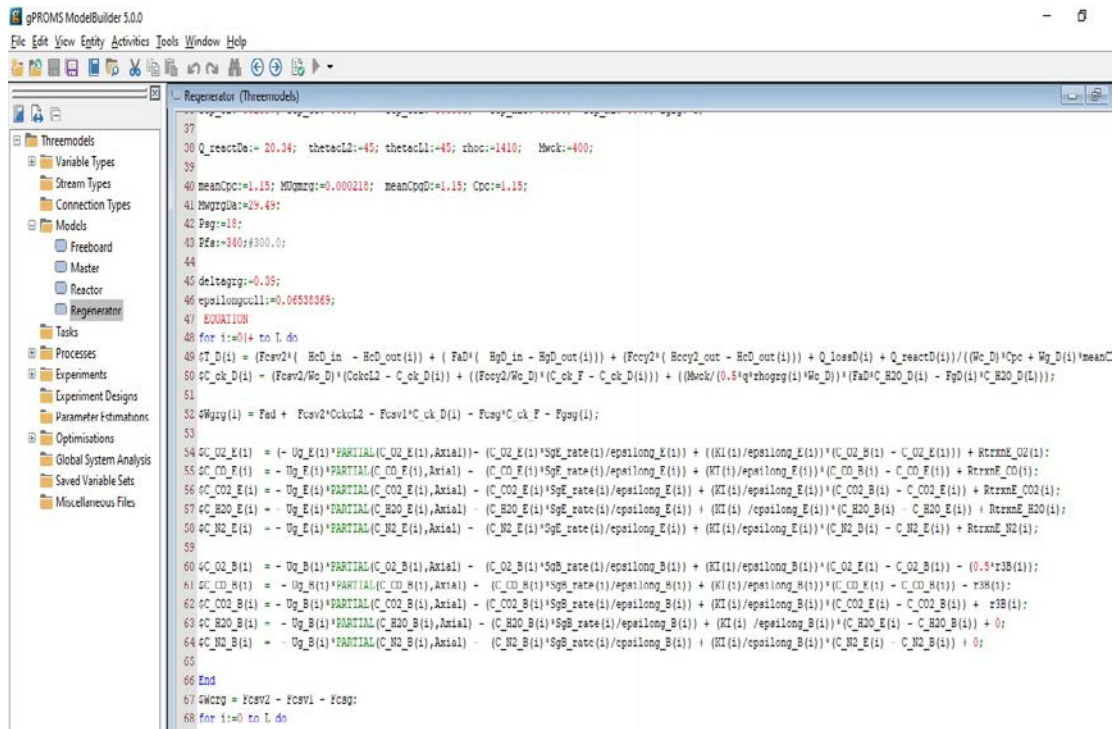 gPROMS ModelBuilder 5.0.0
File Edit View Entity Activities Tools Window Help
Regenerator (Threemodels)
Threemodels
Variable Types
Stream Types
Connection Types
Models
Freeboard
Master
Reactor
Regenerator
Tasks
Processes
Experiments
Experiment Designs
Parameter Estimations
Optimisations
Global System Analysis
Saved Variable Sets
Miscellaneous Files
37
38 Q_reactDa:= 20.34; thetacL2:=45; thetacL1:=45; rhoc:=1410; Mwck:=400;
39
40 meanCpc:=1.15; MUgmrg:=0.000218; meanCpgD:=1.15; Cpc:=1.15;
41 MwgrgDa:=29.49;
42 Psg:=18;
43 Pfs:=340;#300.0;
44
45 deltagrg:=0.39;
46 epsilongccl1:=0.06538369;
47 EQUATION
48 for i:=0|+ to L do
49 $T_D(i) = (Fcsv2*( HcD_in - HcD_out(i)) + ( FaD*( HgD_in - HgD_out(i))) + (Fccy2*( Hccy2_out - HcD_out(i))) + Q_lossD(i) + Q_reactD(i))/((Wc_D)*Cpc + Wg_D(i)*meanC
50 $C_ck_D(i) = (Fcsv2/Wc_D)*(CckcL2 - C_ck_D(i)) + ((Fccy2/Wc_D)*(C_ck_F - C_ck_D(i))) + ((Mwck/(0.5*q*rhogrg(i)*Wc_D))*(FaD*C_H2O_D(i) - FgD(i)*C_H2O_D(L)));
51
52 $Wgrg(i) = Fad + Fcsv2*CckcL2 - Fcsv1*C_ck_D(i) - Fcsg*C_ck_F - Fgsg(i);
53
54 $C_O2_E(i) = (- Ug_E(i)*PARTIAL(C_O2_E(i),Axial))- (C_O2_E(i)*SgE_rate(i)/epsilong_E(i)) + ((KI(i)/epsilong_E(i))*(C_O2_B(i) - C_O2_E(i))) + RtrxnE_O2(i);
55 $C_CO_E(i) = - Ug_E(i)*PARTIAL(C_CO_E(i),Axial) - (C_CO_E(i)*SgE_rate(i)/epsilong_E(i)) + (KI(i)/epsilong_E(i))*(C_CO_B(i) - C_CO_E(i)) + RtrxnE_CO(i);
56 $C_CO2_E(i) = - Ug_E(i)*PARTIAL(C_CO2_E(i),Axial) - (C_CO2_E(i)*SgE_rate(i)/epsilong_E(i)) + (KI(i)/epsilong_E(i))*(C_CO2_B(i) - C_CO2_E(i)) + RtrxnE_CO2(i);
57 $C_H2O_E(i) = - Ug_E(i)*PARTIAL(C_H2O_E(i),Axial) - (C_H2O_E(i)*SgE_rate(i)/epsilong_E(i)) + (KI(i) /epsilong_E(i))*(C_H2O_B(i) - C_H2O_E(i)) + RtrxnE_H2O(i);
58 $C_N2_E(i) = - Ug_E(i)*PARTIAL(C_N2_E(i),Axial) - (C_N2_E(i)*SgE_rate(i)/epsilong_E(i)) + (KI(i)/epsilong_E(i))*(C_N2_B(i) - C_N2_E(i)) + RtrxnE_N2(i);
59
60 $C_O2_B(i) = - Ug_B(i)*PARTIAL(C_O2_B(i),Axial) - (C_O2_B(i)*SgB_rate(i)/epsilong_B(i)) + (KI(i)/epsilong_B(i))*(C_O2_E(i) - C_O2_B(i)) - (0.5*r3B(i));
61 $C_CO_B(i) = - Ug_B(i)*PARTIAL(C_CO_B(i),Axial) - (C_CO_B(i)*SgB_rate(i)/epsilong_B(i)) + (KI(i)/epsilong_B(i))*(C_CO_E(i) - C_CO_B(i)) - r3B(i);
62 $C_CO2_B(i) = - Ug_B(i)*PARTIAL(C_CO2_B(i),Axial) - (C_CO2_B(i)*SgB_rate(i)/epsilong_B(i)) + (KI(i)/epsilong_B(i))*(C_CO2_E(i) - C_CO2_B(i)) + r3B(i);
63 $C_H2O_B(i) = - Ug_B(i)*PARTIAL(C_H2O_B(i),Axial) - (C_H2O_B(i)*SgB_rate(i)/epsilong_B(i)) + (KI(i) /epsilong_B(i))*(C_H2O_E(i) - C_H2O_B(i)) + 0;
64 $C_N2_B(i) = - Ug_B(i)*PARTIAL(C_N2_B(i),Axial) - (C_N2_B(i)*SgB_rate(i)/epsilong_B(i)) + (KI(i)/epsilong_B(i))*(C_N2_E(i) - C_N2_B(i)) + 0;
65
66 End
67 $Wcrg = Fcsv2 - Fcsv1 - Fcsg;
68 for i:=0 to L do